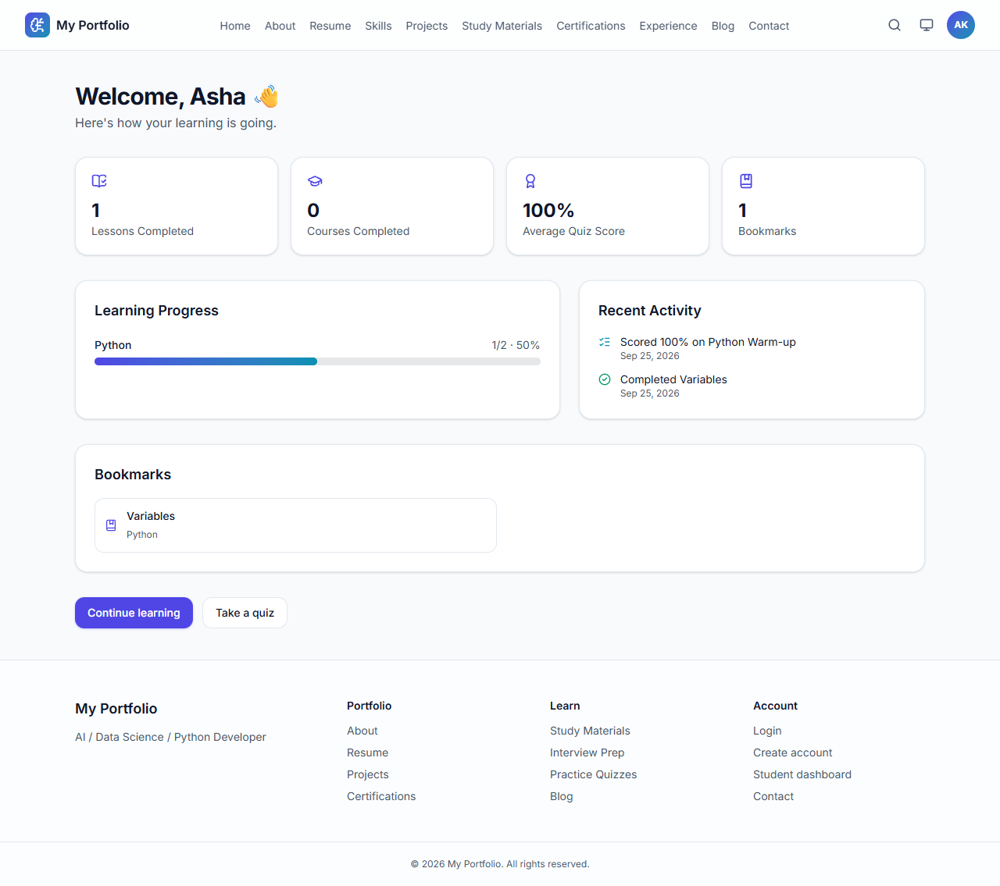 My Portfolio
Home About Resume Skills Projects Study Materials Certifications Experience Blog Contact
AK
Welcome, Asha 👋
Here's how your learning is going.
1
Lessons Completed
0
Courses Completed
100%
Average Quiz Score
1
Bookmarks
Learning Progress
Python 1/2 · 50%
Recent Activity
Scored 100% on Python Warm-up
Sep 25, 2026
Completed Variables
Sep 25, 2026
Bookmarks
Variables
Python
Continue learning Take a quiz
My Portfolio
AI / Data Science / Python Developer
Portfolio
About
Resume
Projects
Certifications
Learn
Study Materials
Interview Prep
Practice Quizzes
Blog
Account
Login
Create account
Student dashboard
Contact
© 2026 My Portfolio. All rights reserved.